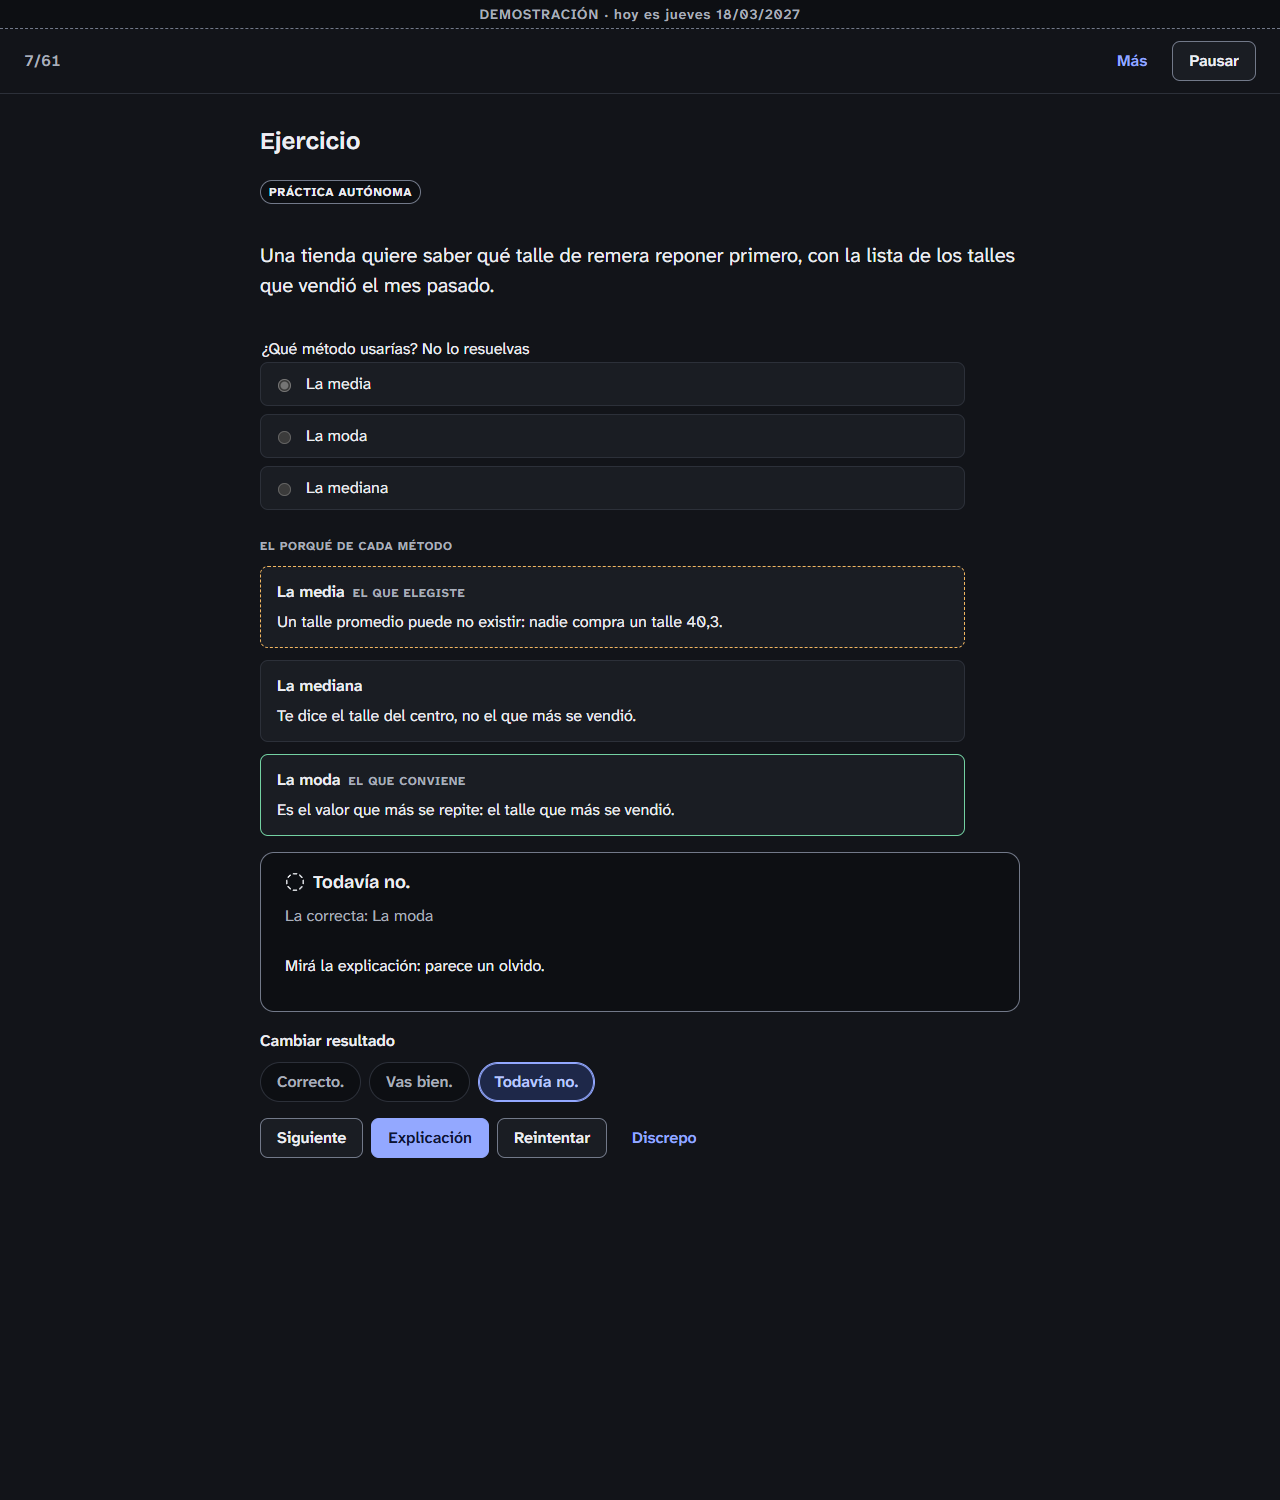 DEMOSTRACIÓN · hoy es jueves 18/03/2027
7/61
Más
Pausar
Ejercicio
PRÁCTICA AUTÓNOMA
Una tienda quiere saber qué talle de remera reponer primero, con la lista de los talles
que vendió el mes pasado.
¿Qué método usarías? No lo resuelvas
La media
La moda
La mediana
EL PORQUÉ DE CADA MÉTODO
La media EL QUE ELEGISTE
Un talle promedio puede no existir: nadie compra un talle 40,3.
La mediana
Te dice el talle del centro, no el que más se vendió.
La moda EL QUE CONVIENE
Es el valor que más se repite: el talle que más se vendió.
Todavía no.
La correcta: La moda
Mirá la explicación: parece un olvido.
Cambiar resultado
Correcto.
Vas bien.
Todavía no.
Siguiente
Explicación
Reintentar
Discrepo